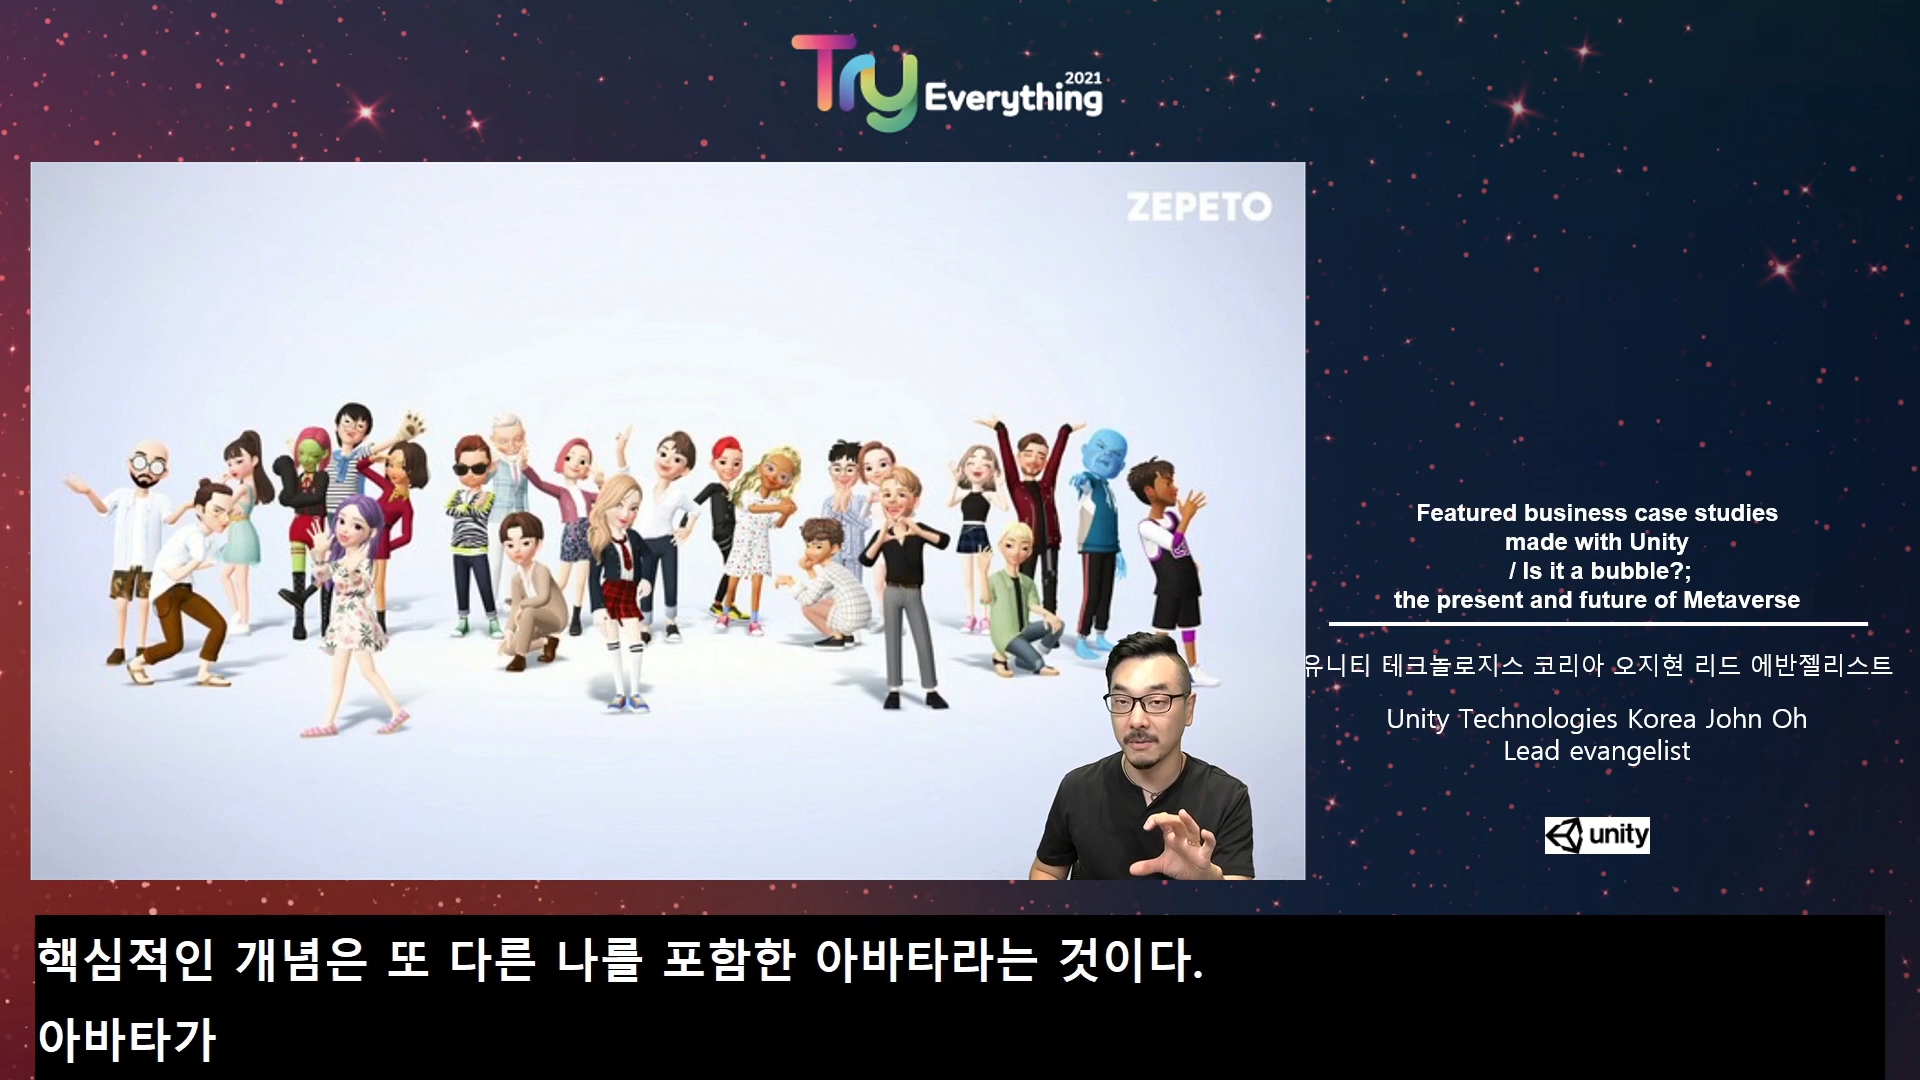 Try Everything 2021
ZEPETO
Featured business case studies
made with Unity
/ Is it a bubble?;
the present and future of Metaverse
유니티 테크놀로지스 코리아 오지현 리드 에반젤리스트
Unity Technologies Korea John Oh
Lead evangelist
unity
핵심적인 개념은 또 다른 나를 포함한 아바타라는 것이다.
아바타가